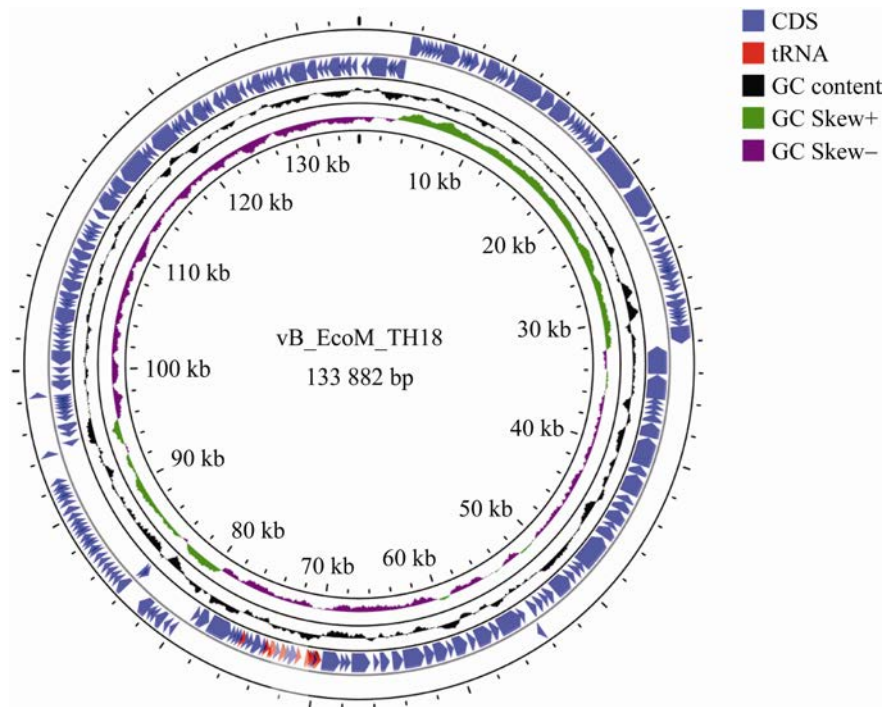 CDS
tRNA
GC content
GC Skew+
GC Skew−
130 kb
10 kb
120 kb
20 kb
110 kb
30 kb
vB_EcoM_TH18
100 kb
133 882 bp
40 kb
90 kb
50 kb
80 kb
60 kb
70 kb